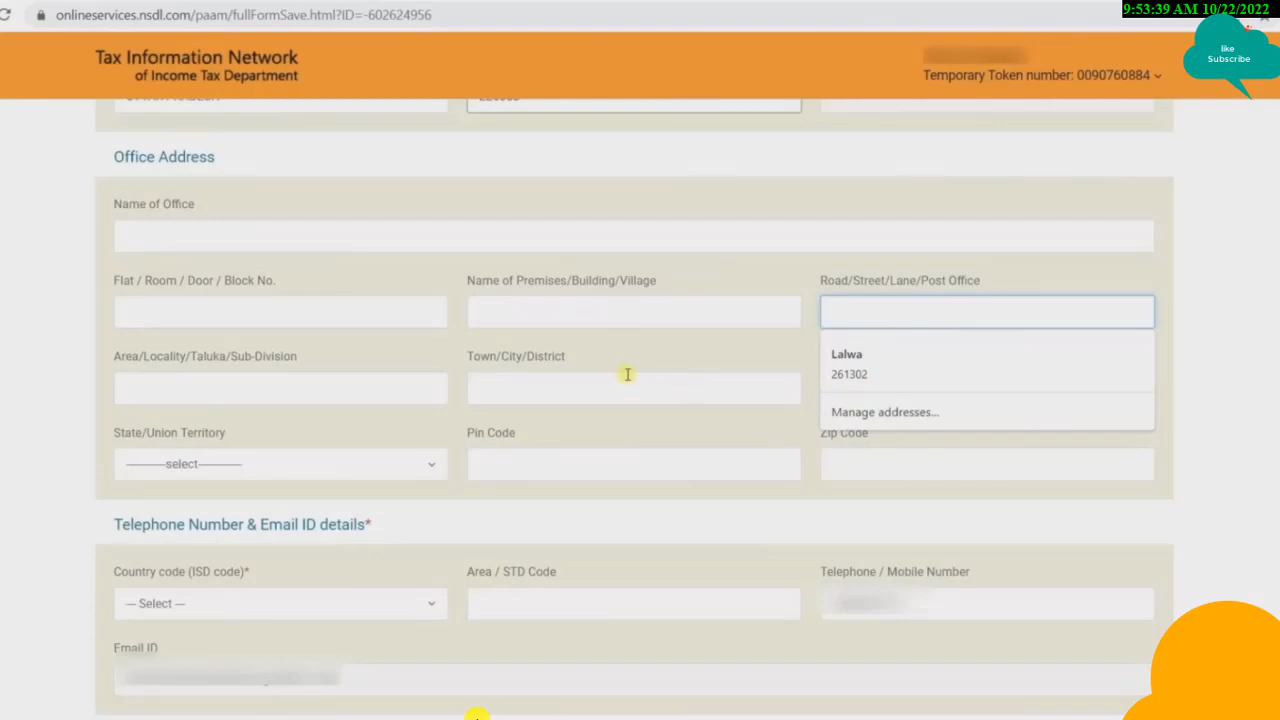 onlineservices.nsdl.com/paam/fullFormSave.html?ID=-602624956
9:53:39 AM 10/22/2022
like
Subscribe
Tax Information Network
of Income Tax Department
Temporary Token number: 0090760884
Office Address
Name of Office
Flat / Room / Door / Block No.
Name of Premises/Building/Village
Road/Street/Lane/Post Office
Lalwa
261302
Manage addresses...
Area/Locality/Taluka/Sub-Division
Town/City/District
State/Union Territory
Pin Code
Zip Code
------------select------------
Telephone Number & Email ID details*
Country code (ISD code)*
Area / STD Code
Telephone / Mobile Number
--- Select ---
Email ID